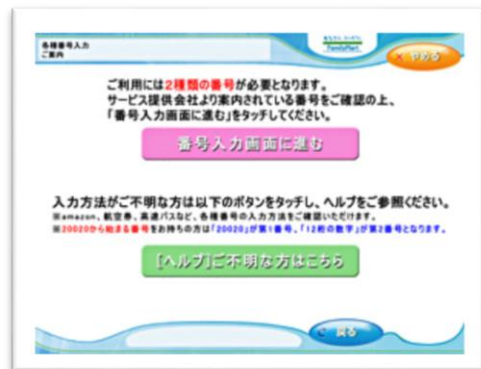 各種番号入力
ご案内
FamilyMart
× やめる
ご利用には2種類の番号が必要となります。
サービス提供会社より案内されている番号をご確認の上、
「番号入力画面に進む」をタッチしてください。
番号入力画面に進む
入力方法がご不明な方は以下のボタンをタッチし、ヘルプをご参照ください。
※amazon、航空券、高速バスなど、各種番号の入力方法をご確認いただけます。
※20020から始まる番号をお持ちの方は「20020」が第1番号、「12桁の数字」が第2番号となります。
[ヘルプ]ご不明な方はこちら
戻る